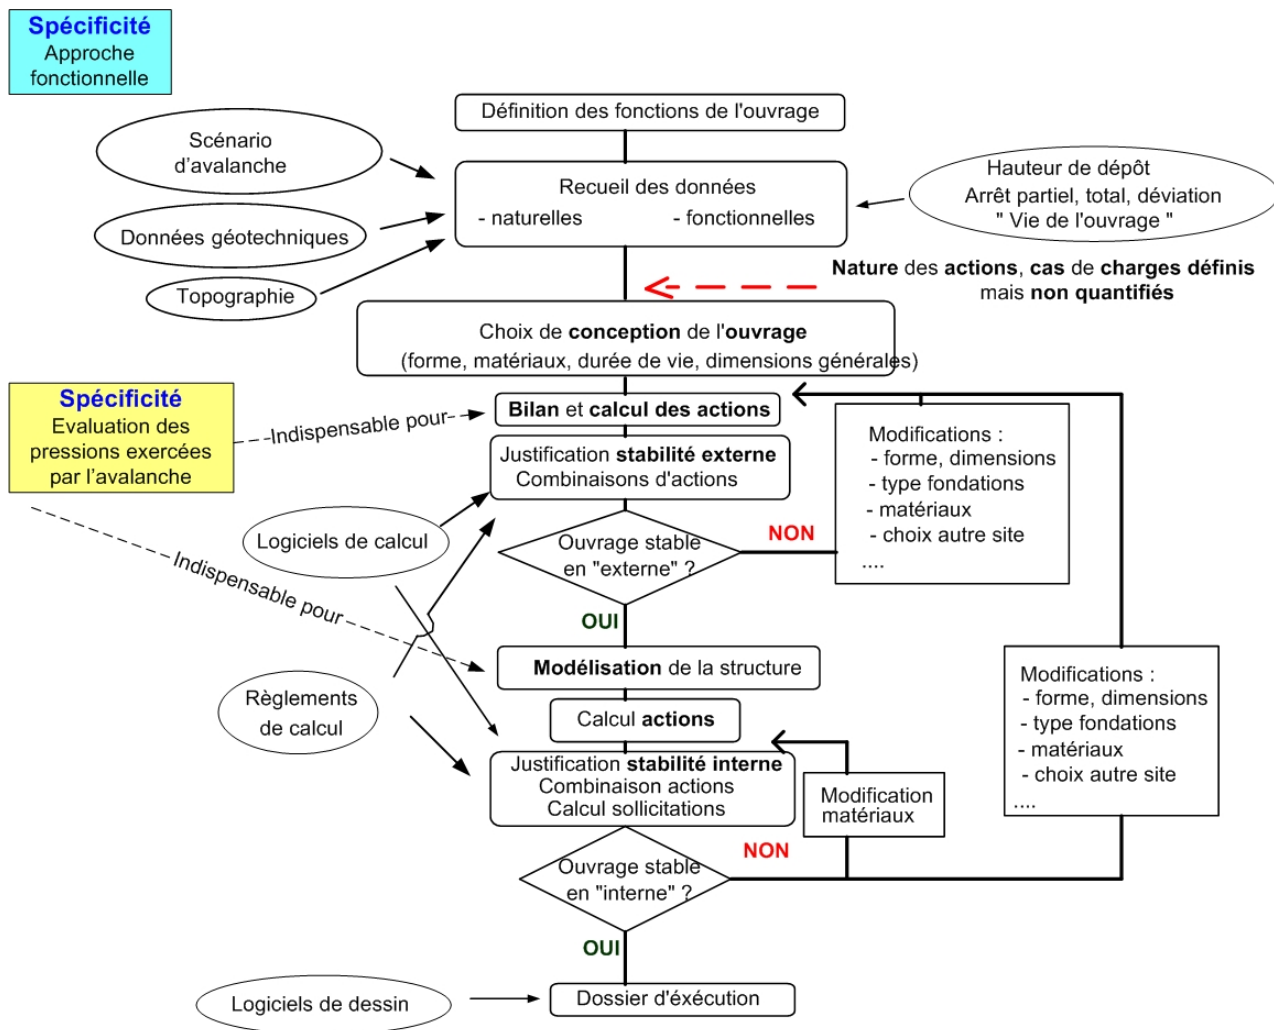 Spécificité
Approche
fonctionnelle
Définition des fonctions de l'ouvrage
Scénario
d'avalanche
Recueil des données
- naturelles - fonctionnelles
Hauteur de dépôt
Arrêt partiel, total, déviation
" Vie de l'ouvrage "
Données géotechniques
Topographie
Nature des actions, cas de charges définis
mais non quantifiés
Choix de conception de l'ouvrage
(forme, matériaux, durée de vie, dimensions générales)
Spécificité
Evaluation des
pressions exercées
par l'avalanche
Indispensable pour
Bilan et calcul des actions
Justification stabilité externe
Combinaisons d'actions
Modifications :
- forme, dimensions
- type fondations
- matériaux
- choix autre site
....
Logiciels de calcul
Ouvrage stable
en "externe" ?
NON
Indispensable pour
OUI
Modélisation de la structure
Règlements
de calcul
Calcul actions
Modifications :
- forme, dimensions
- type fondations
- matériaux
- choix autre site
....
Justification stabilité interne
Combinaison actions
Calcul sollicitations
Modification
matériaux
Ouvrage stable
en "interne" ?
NON
OUI
Logiciels de dessin
Dossier d'éxécution